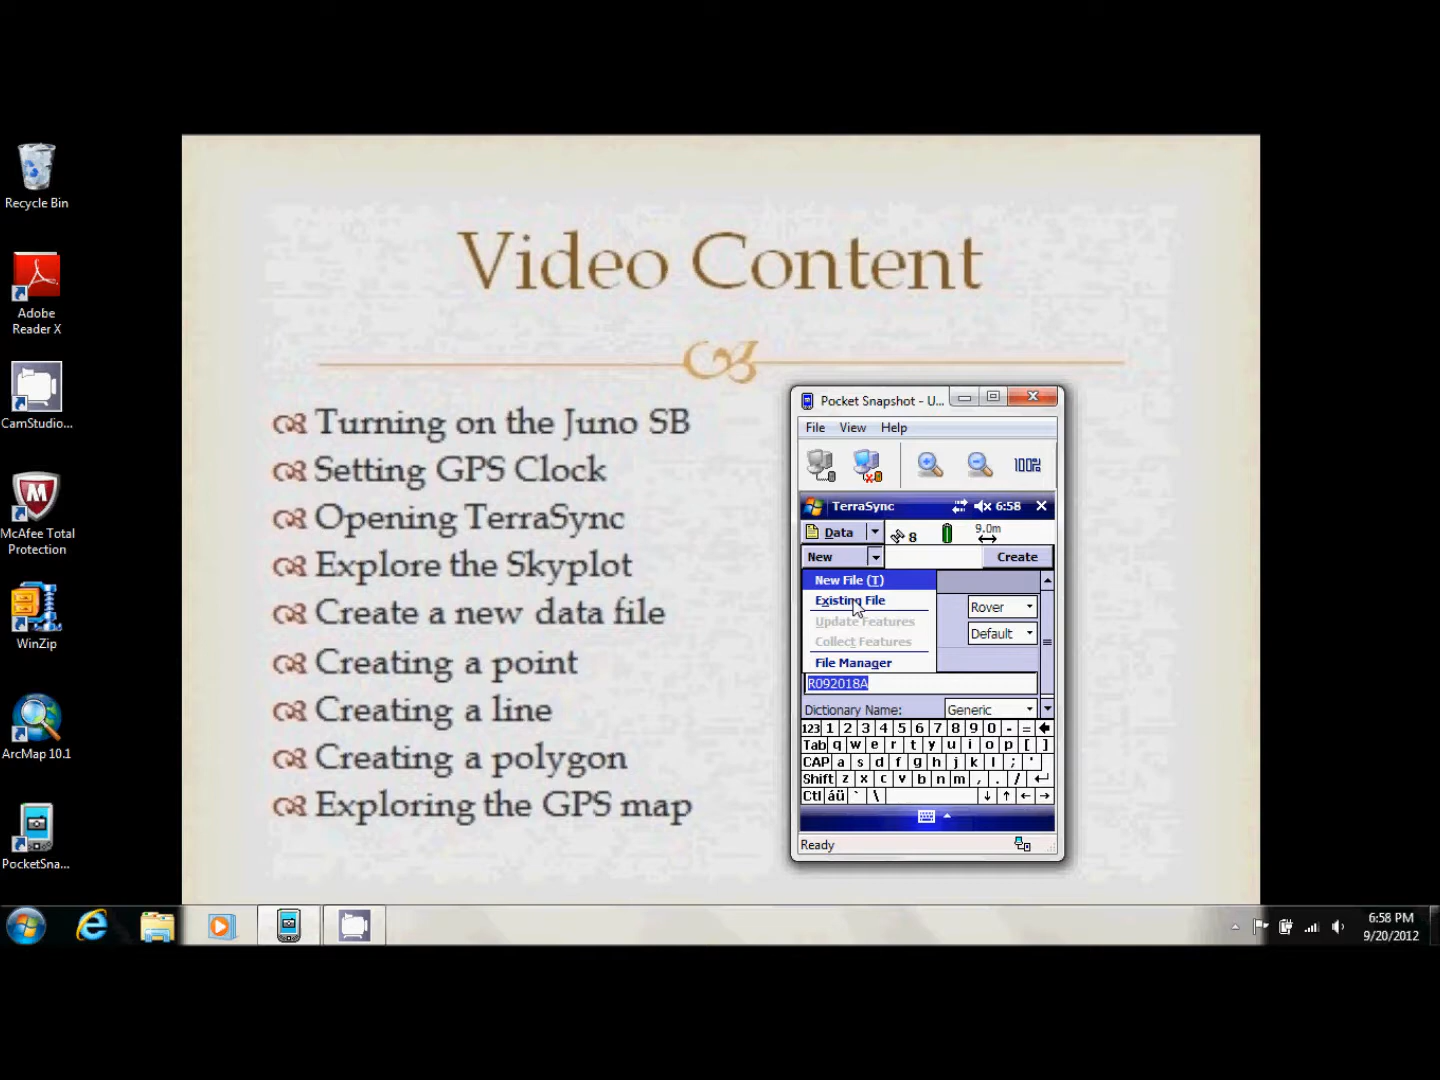 Recycle Bin
Adobe
Reader X
CamStudio...
McAfee Total
Protection
WinZip
ArcMap 10.1
PocketSna...
Video Content
Turning on the Juno SB
Setting GPS Clock
Opening TerraSync
Explore the Skyplot
Create a new data file
Creating a point
Creating a line
Creating a polygon
Exploring the GPS map
Pocket Snapshot - U...
File View Help
100%
TerraSync 6:58
Data 8 9.0m
New Create
New File (T)
Existing File
Rover
Update Features
Default
Collect Features
File Manager
R092018A
Dictionary Name: Generic
123 1 2 3 4 5 6 7 8 9 0 - =
Tab q w e r t y u i o p [ ]
CAP a s d f g h j k l ; '
Shift z x c v b n m , . /
Ctl áü ` \
Ready
6:58 PM
9/20/2012